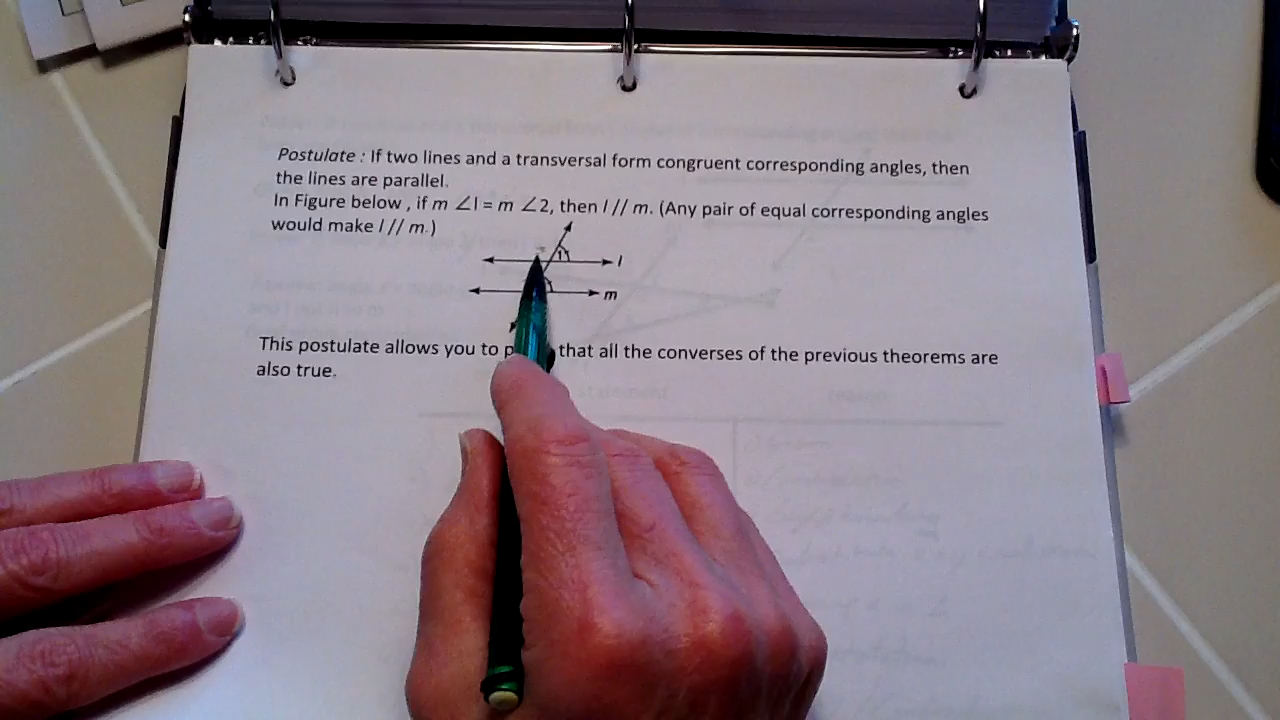 Postulate : If two lines and a transversal form congruent corresponding angles, then
the lines are parallel.
In Figure below , if m ∠1 = m ∠2, then l // m. (Any pair of equal corresponding angles
would make l // m.)
1
l
m
This postulate allows you to that all the converses of the previous theorems are
also true.